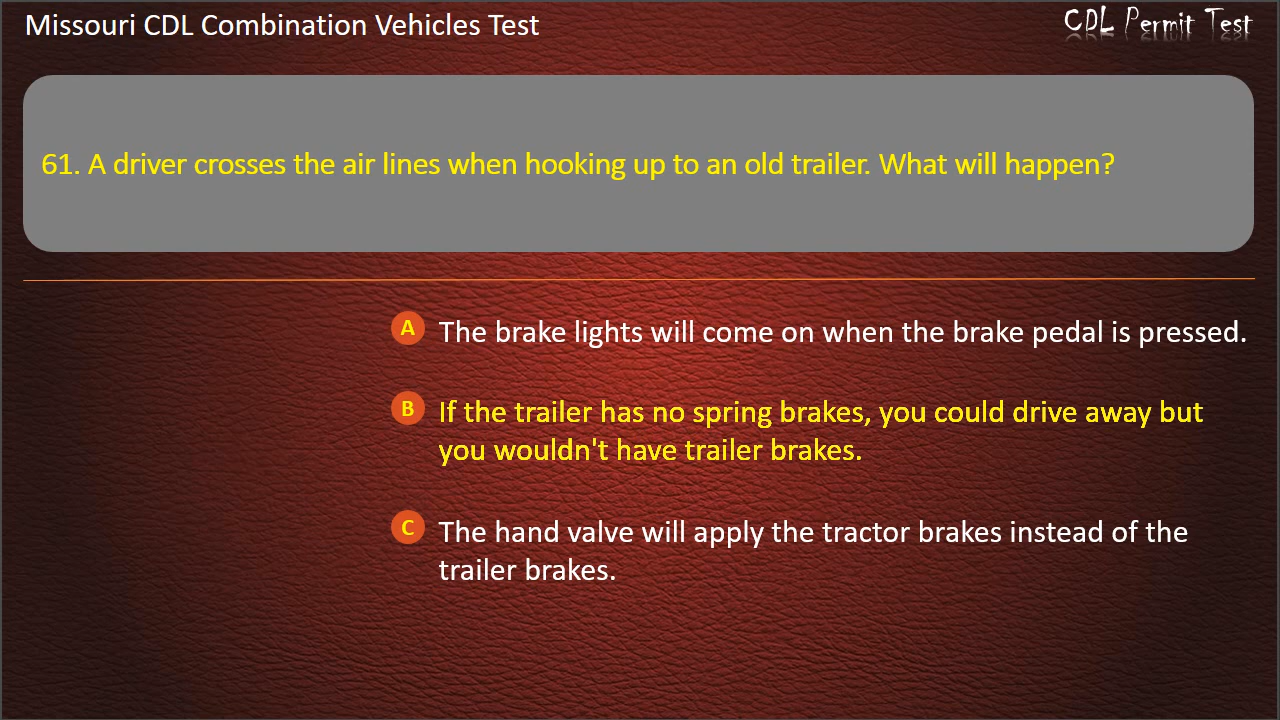 Missouri CDL Combination Vehicles Test
CDL Permit Test
61. A driver crosses the air lines when hooking up to an old trailer. What will happen?
A The brake lights will come on when the brake pedal is pressed.
B If the trailer has no spring brakes, you could drive away but
you wouldn't have trailer brakes.
C The hand valve will apply the tractor brakes instead of the
trailer brakes.